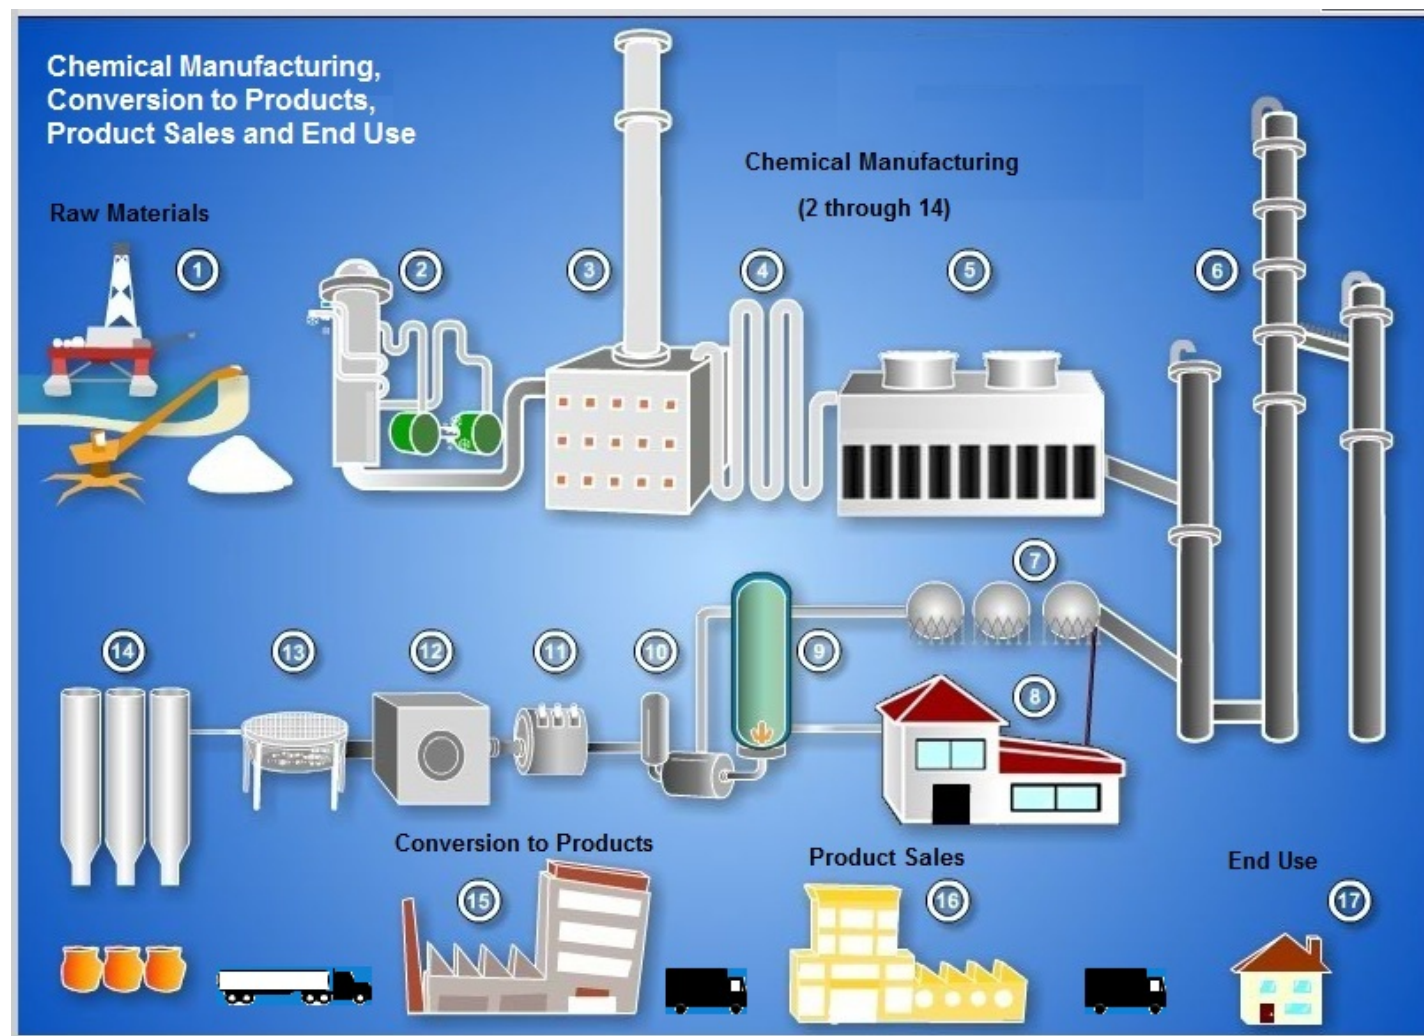 Chemical Manufacturing,
Conversion to Products,
Product Sales and End Use
Chemical Manufacturing
(2 through 14)
Raw Materials
1
2
3
4
5
6
7
8
9
10
11
12
13
14
Conversion to Products
15
Product Sales
16
End Use
17